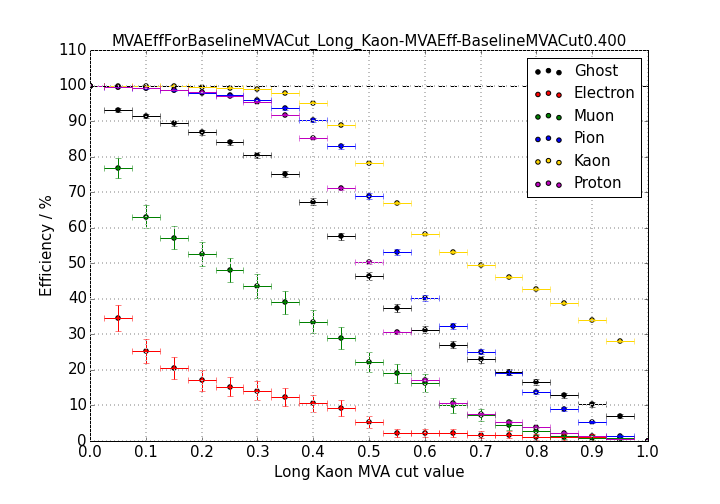 MVAEffForBaselineMVACut_Long_Kaon-MVAEff-BaselineMVACut0.400
110
100
90
80
70
60
50
40
30
20
10
0
Efficiency / %
Ghost
Electron
Muon
Pion
Kaon
Proton
0.0 0.1 0.2 0.3 0.4 0.5 0.6 0.7 0.8 0.9 1.0
Long Kaon MVA cut value